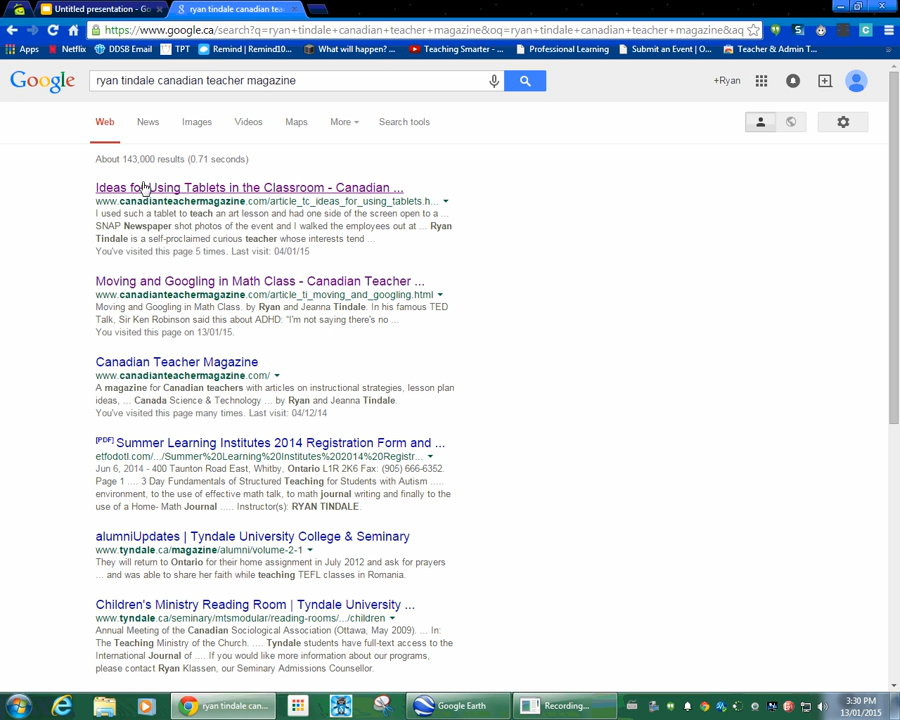 Untitled presentation - Go
ryan tindale canadian tea
https://www.google.ca/search?q=ryan+tindale+canadian+teacher+magazine&oq=ryan+tindale+canadian+teacher+magazine&aq
Apps Netflix DDSB Email TPT Remind | Remind10... What will happen? ... Teaching Smarter -... Professional Learning Submit an Event | O... Teacher & Admin T...
Google ryan tindale canadian teacher magazine +Ryan
Web News Images Videos Maps More Search tools
About 143,000 results (0.71 seconds)
Ideas for Using Tablets in the Classroom - Canadian ...
www.canadianteachermagazine.com/article_tc_ideas_for_using_tablets.h...
I used such a tablet to teach an art lesson and had one side of the screen open to a ...
SNAP Newspaper shot photos of the event and I walked the employees out at ... Ryan
Tindale is a self-proclaimed curious teacher whose interests tend ...
You've visited this page 5 times. Last visit: 04/01/15
Moving and Googling in Math Class - Canadian Teacher ...
www.canadianteachermagazine.com/article_ti_moving_and_googling.html
Moving and Googling in Math Class. by Ryan and Jeanna Tindale. In his famous TED
Talk, Sir Ken Robinson said this about ADHD: “I'm not saying there's no ...
You visited this page on 13/01/15.
Canadian Teacher Magazine
www.canadianteachermagazine.com/
A magazine for Canadian teachers with articles on instructional strategies, lesson plan
ideas, ... Canada Science & Technology ... by Ryan and Jeanna Tindale.
You've visited this page many times. Last visit: 04/12/14
[PDF] Summer Learning Institutes 2014 Registration Form and ...
etfodotl.com/.../Summer%20Learning%20Institutes%202014%20Registr...
Jun 6, 2014 - 400 Taunton Road East, Whitby, Ontario L1R 2K6 Fax: (905) 666-6352.
Page 1 .... 3 Day Fundamentals of Structured Teaching for Students with Autism .....
environment, to the use of effective math talk, to math journal writing and finally to the
use of a Home- Math Journal ..... Instructor(s): RYAN TINDALE.
alumniUpdates | Tyndale University College & Seminary
www.tyndale.ca/magazine/alumni/volume-2-1
They will return to Ontario for their home assignment in July 2012 and ask for prayers
... and was able to share her faith while teaching TEFL classes in Romania.
Children's Ministry Reading Room | Tyndale University ...
www.tyndale.ca/seminary/mtsmodular/reading-rooms/.../children
Annual Meeting of the Canadian Sociological Association (Ottawa, May 2009). ... In:
The Teaching Ministry of the Church. .... Tyndale students have full-text access to the
International Journal of .... If you would like more information about our programs,
please contact Ryan Klassen, our Seminary Admissions Counsellor.
ryan tindale can... Google Earth Recording...
3:30 PM
13/01/2015